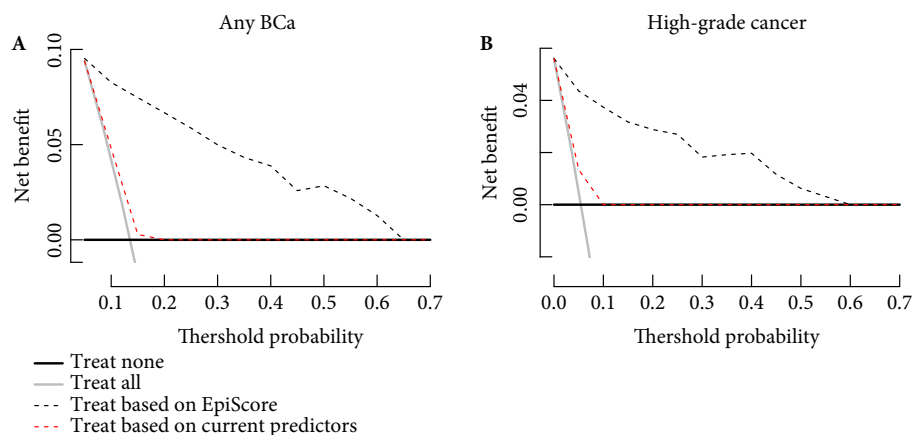 A
Any BCa
Net benefit
0.10
0.05
0.00
0.1 0.2 0.3 0.4 0.5 0.6 0.7
Thershold probability
B
High-grade cancer
Net benefit
0.04
0.00
0.0 0.1 0.2 0.3 0.4 0.5 0.6 0.7
Thershold probability
Treat none
Treat all
Treat based on EpiScore
Treat based on current predictors